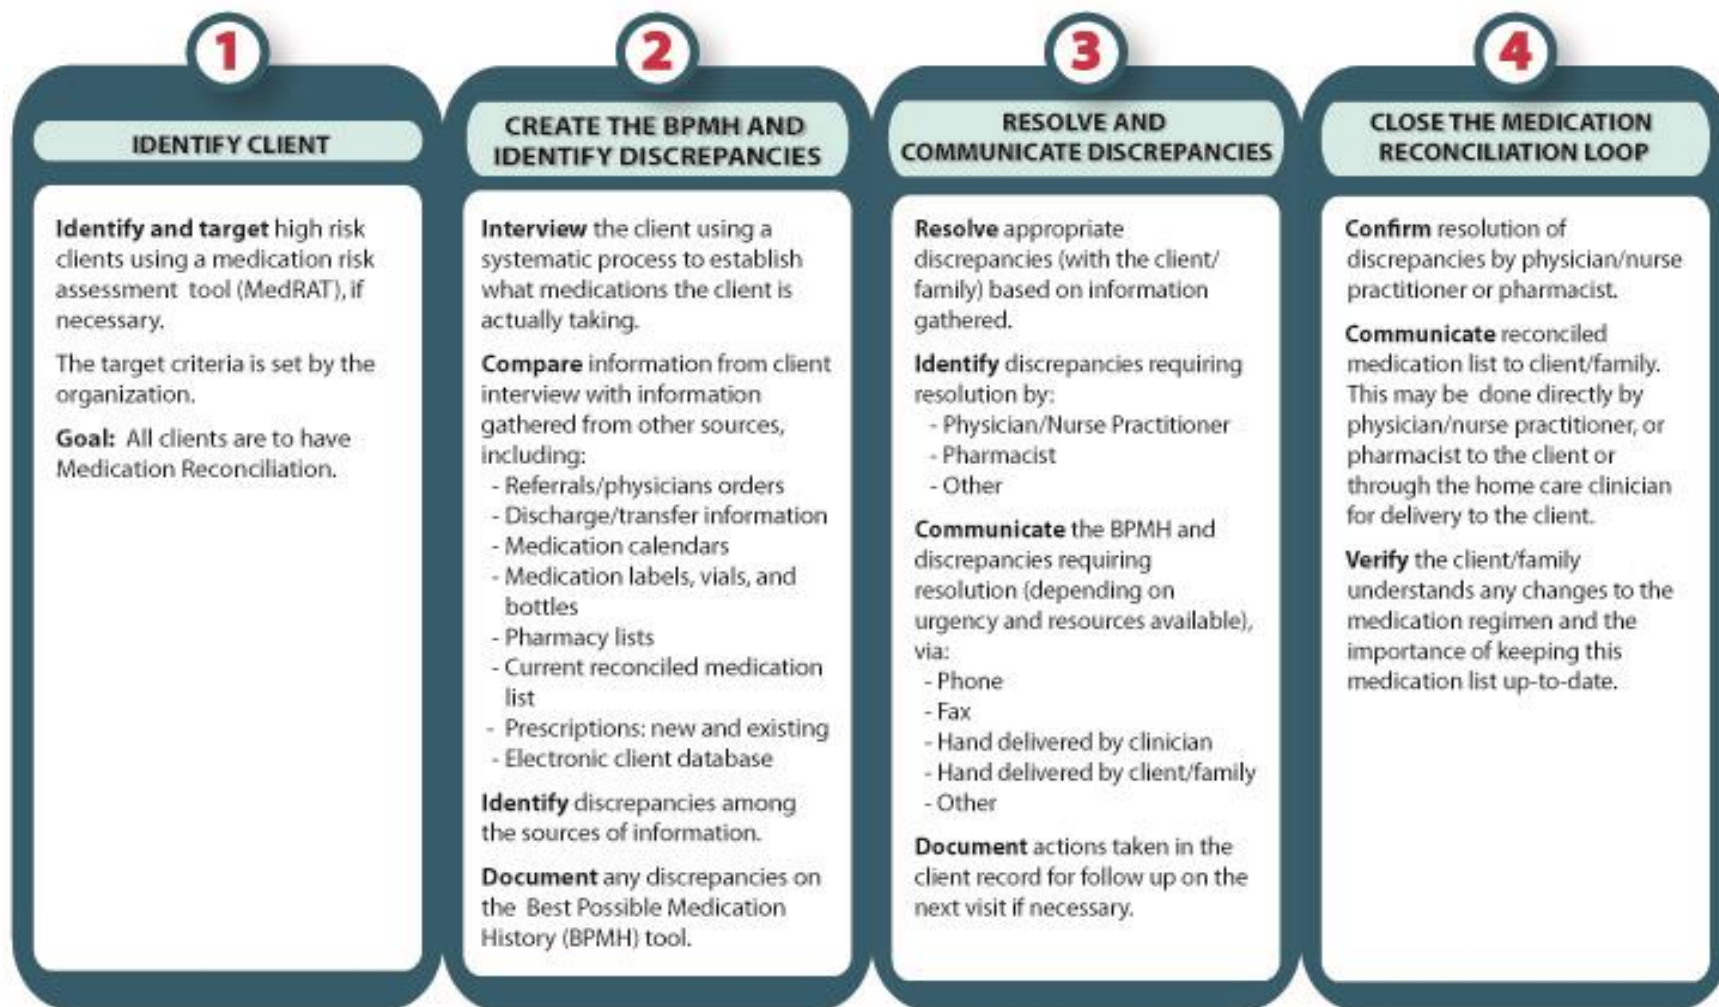 1
IDENTIFY CLIENT
Identify and target high risk
clients using a medication risk
assessment tool (MedRAT), if
necessary.
The target criteria is set by the
organization.
Goal: All clients are to have
Medication Reconciliation.
2
CREATE THE BPMH AND
IDENTIFY DISCREPANCIES
Interview the client using a
systematic process to establish
what medications the client is
actually taking.
Compare information from client
interview with information
gathered from other sources,
including:
- Referrals/physicians orders
- Discharge/transfer information
- Medication calendars
- Medication labels, vials, and
bottles
- Pharmacy lists
- Current reconciled medication
list
- Prescriptions: new and existing
- Electronic client database
Identify discrepancies among
the sources of information.
Document any discrepancies on
the Best Possible Medication
History (BPMH) tool.
3
RESOLVE AND
COMMUNICATE DISCREPANCIES
Resolve appropriate
discrepancies (with the client/
family) based on information
gathered.
Identify discrepancies requiring
resolution by:
- Physician/Nurse Practitioner
- Pharmacist
- Other
Communicate the BPMH and
discrepancies requiring
resolution (depending on
urgency and resources available),
via:
- Phone
- Fax
- Hand delivered by clinician
- Hand delivered by client/family
- Other
Document actions taken in the
client record for follow up on the
next visit if necessary.
4
CLOSE THE MEDICATION
RECONCILIATION LOOP
Confirm resolution of
discrepancies by physician/nurse
practitioner or pharmacist.
Communicate reconciled
medication list to client/family.
This may be done directly by
physician/nurse practitioner, or
pharmacist to the client or
through the home care clinician
for delivery to the client.
Verify the client/family
understands any changes to the
medication regimen and the
importance of keeping this
medication list up-to-date.